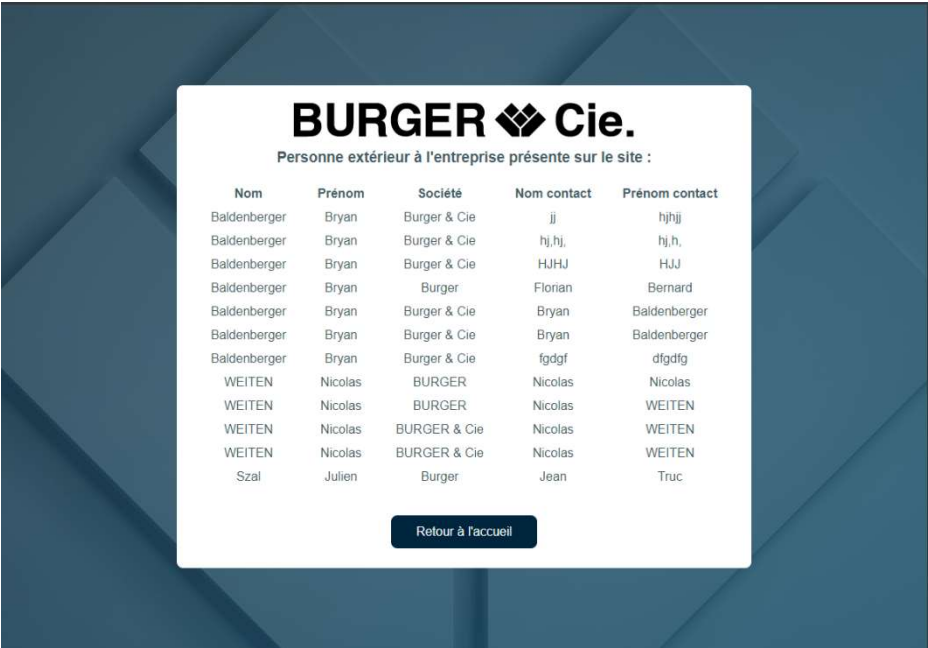 BURGER Cie.
Personne extérieur à l'entreprise présente sur le site :
Nom Prénom Société Nom contact Prénom contact
Baldenberger Bryan Burger & Cie jj hjhjj
Baldenberger Bryan Burger & Cie hj,hj, hj,h,
Baldenberger Bryan Burger & Cie HJHJ HJJ
Baldenberger Bryan Burger Florian Bernard
Baldenberger Bryan Burger & Cie Bryan Baldenberger
Baldenberger Bryan Burger & Cie Bryan Baldenberger
Baldenberger Bryan Burger & Cie fgdgf dfgdfg
WEITEN Nicolas BURGER Nicolas Nicolas
WEITEN Nicolas BURGER Nicolas WEITEN
WEITEN Nicolas BURGER & Cie Nicolas WEITEN
WEITEN Nicolas BURGER & Cie Nicolas WEITEN
Szal Julien Burger Jean Truc
Retour à l'accueil